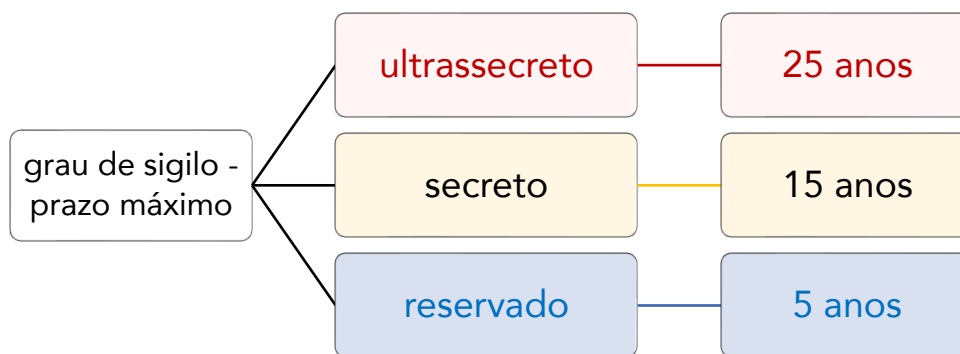 grau de sigilo -
prazo máximo
ultrassecreto
25 anos
secreto
15 anos
reservado
5 anos